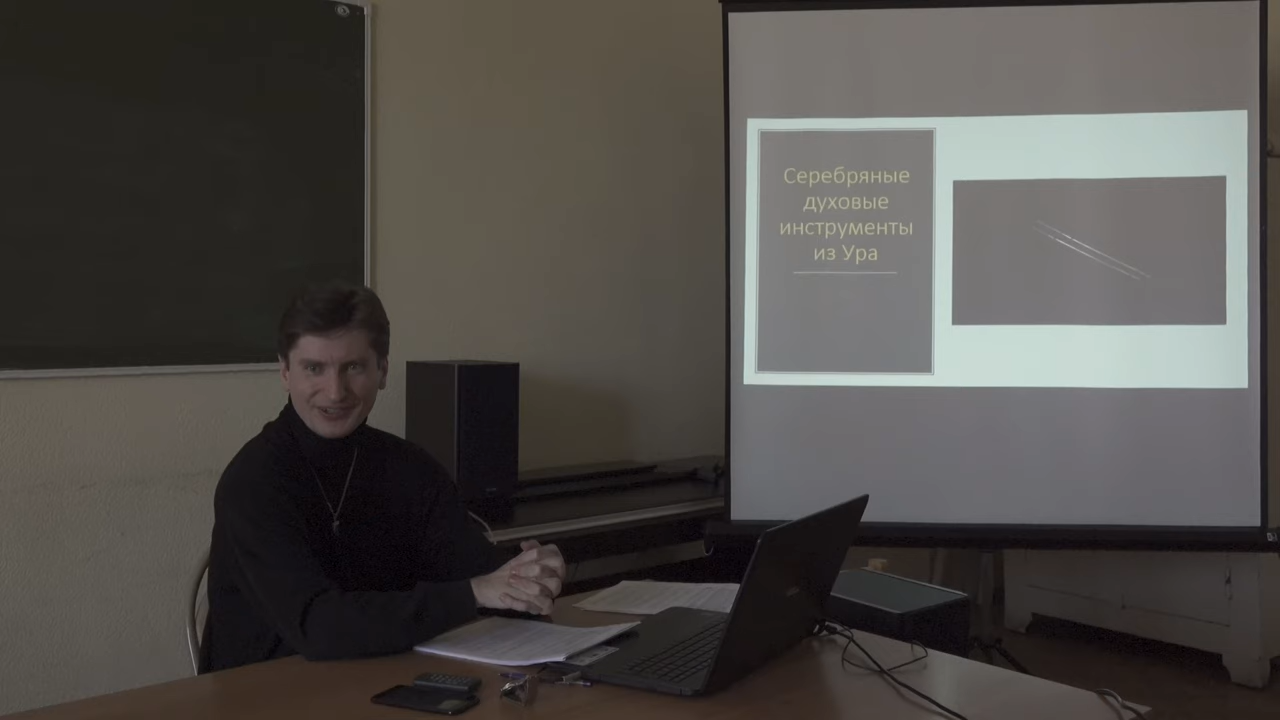 Серебряные
духовые
инструменты
из Ура